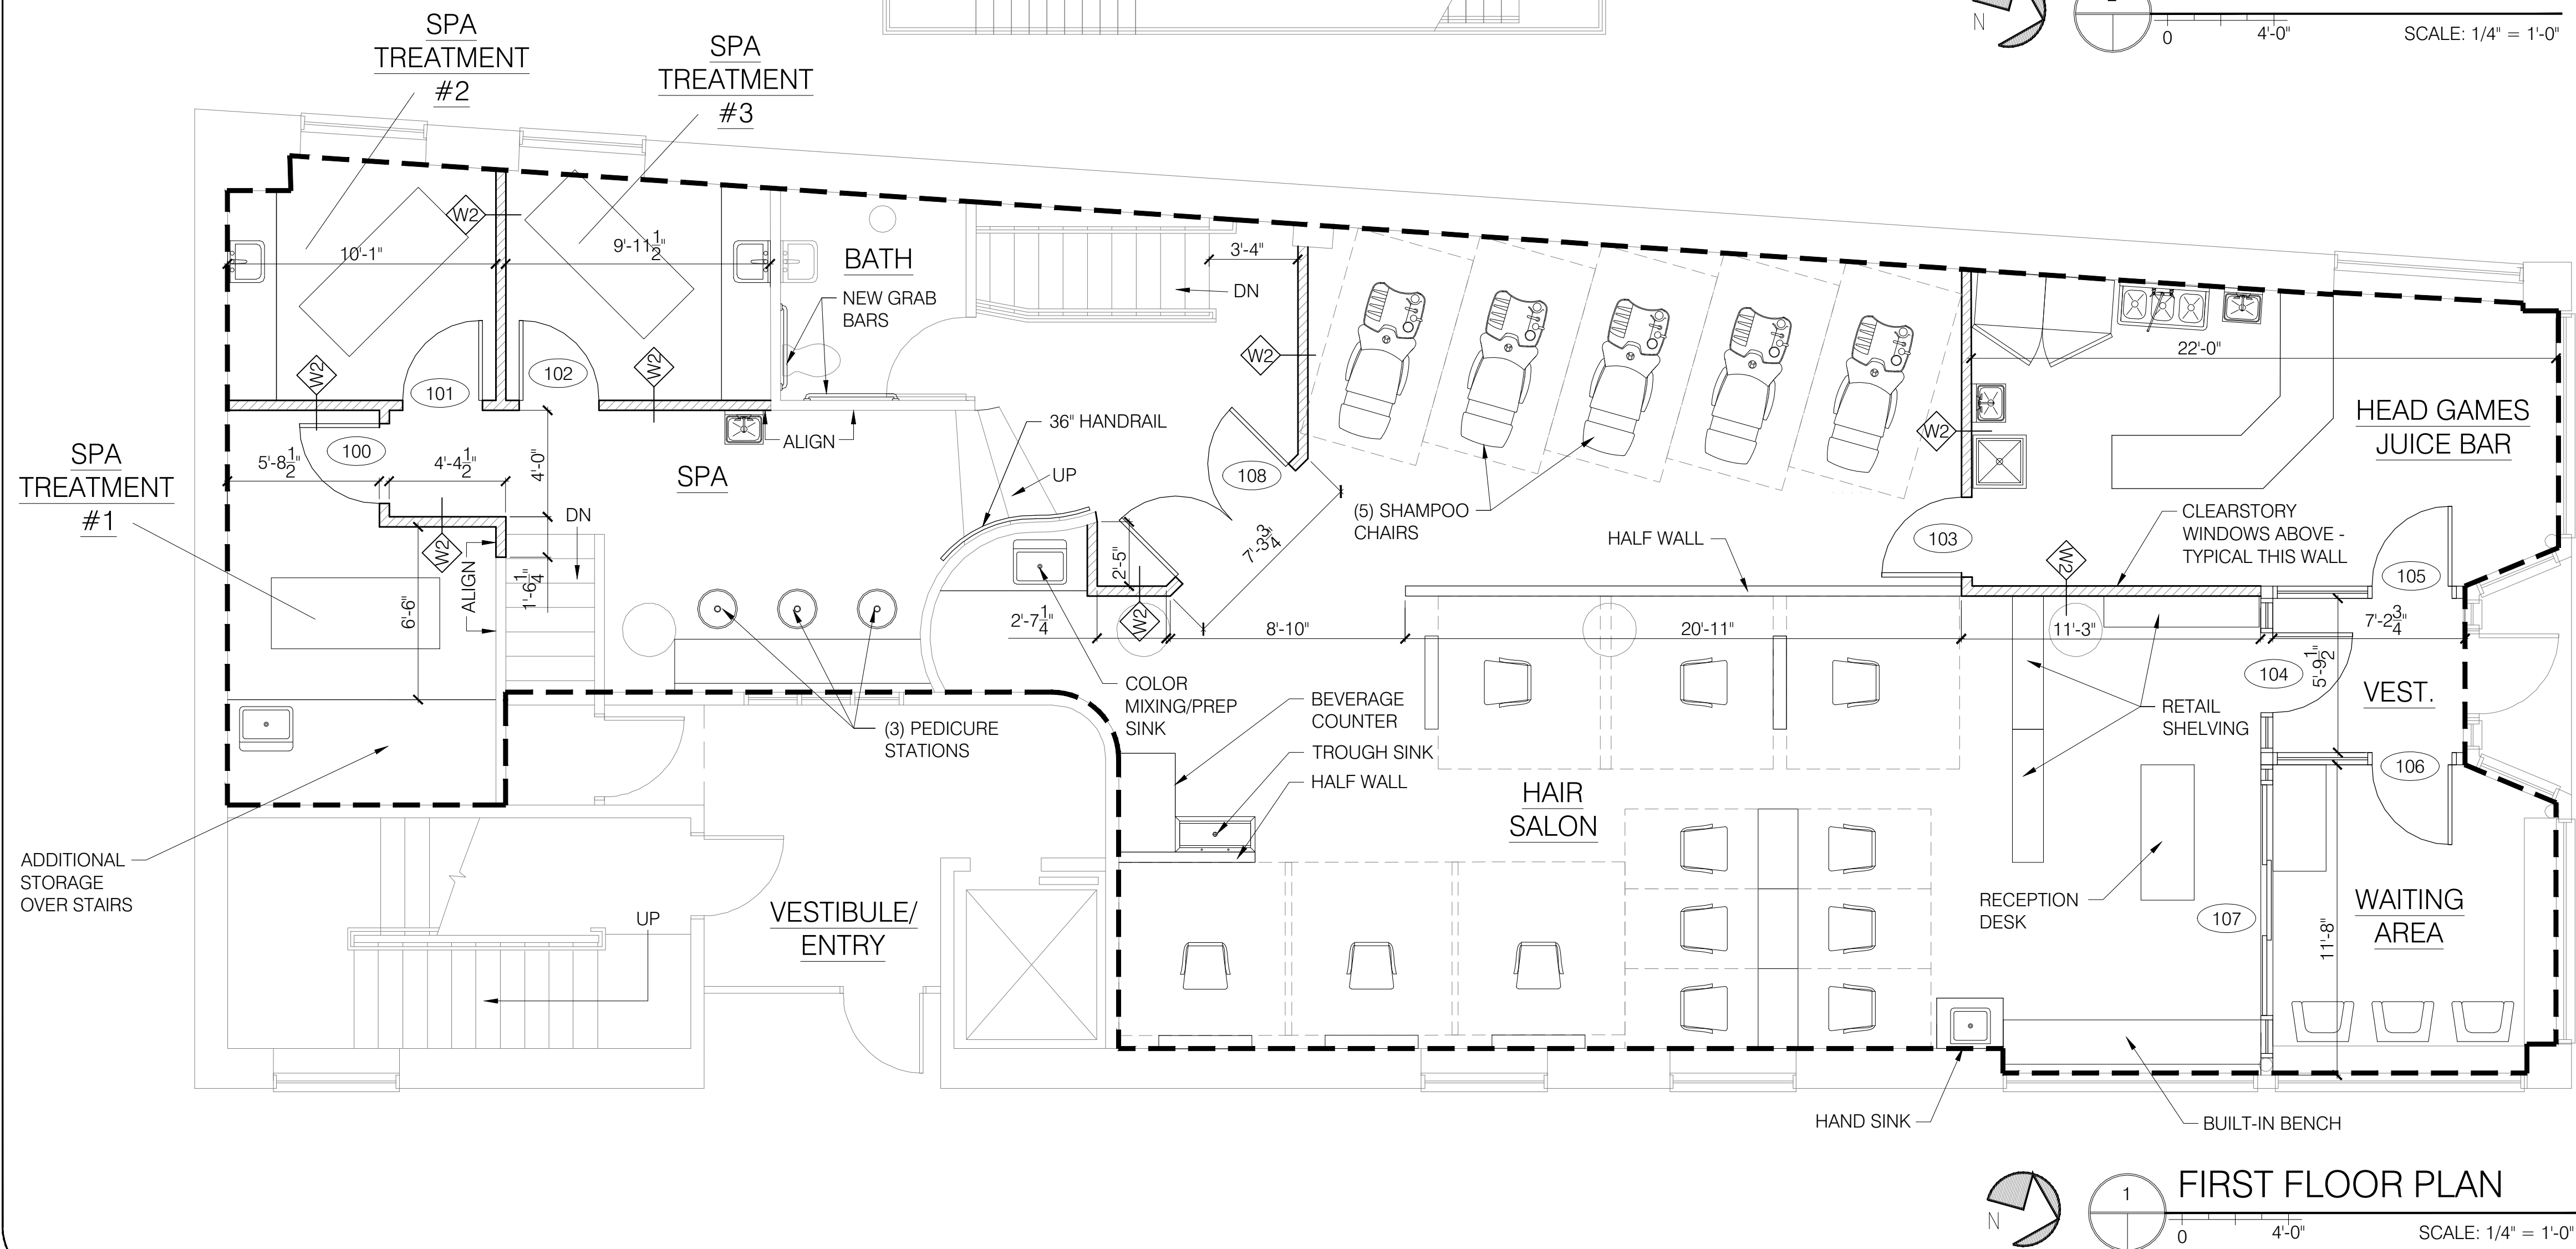 N
0
4'-0"
SCALE: 1/4" = 1'-0"
SPA
TREATMENT
#2
SPA
TREATMENT
#3
W2
10'-1"
9'-11 1/2"
BATH
NEW GRAB
BARS
3'-4"
DN
W2
W2
W2
101
102
100
ALIGN
36" HANDRAIL
UP
108
SPA
TREATMENT
#1
5'-8 1/2"
4'-4 1/2"
4'-0"
SPA
DN
W2
ALIGN
1'-6 1/4"
6'-6"
2'-5"
7'-3 3/4"
W2
2'-7 1/4"
8'-10"
(5) SHAMPOO
CHAIRS
HALF WALL
W2
22'-0"
HEAD GAMES
JUICE BAR
CLEARSTORY
WINDOWS ABOVE -
TYPICAL THIS WALL
103
W2
105
20'-11"
11'-3"
7'-2 3/4"
5'-9 1/2"
104
VEST.
RETAIL
SHELVING
106
COLOR
MIXING/PREP
SINK
BEVERAGE
COUNTER
TROUGH SINK
HALF WALL
(3) PEDICURE
STATIONS
HAIR
SALON
ADDITIONAL
STORAGE
OVER STAIRS
UP
VESTIBULE/
ENTRY
RECEPTION
DESK
107
WAITING
AREA
11'-8"
HAND SINK
BUILT-IN BENCH
N
1
FIRST FLOOR PLAN
0
4'-0"
SCALE: 1/4" = 1'-0"